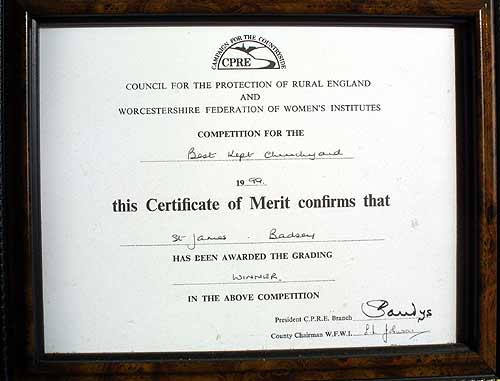 CAMPAIGN FOR THE COUNTRYSIDE
CPRE
COUNCIL FOR THE PROTECTION OF RURAL ENGLAND
AND
WORCESTERSHIRE FEDERATION OF WOMEN'S INSTITUTES
COMPETITION FOR THE
Best Kept Churchyard
1999.
this Certificate of Merit confirms that
St James . Badsey
HAS BEEN AWARDED THE GRADING
WINNER.
IN THE ABOVE COMPETITION
President C.P.R.E. Branch Sandys
County Chairman W.F.W.I.